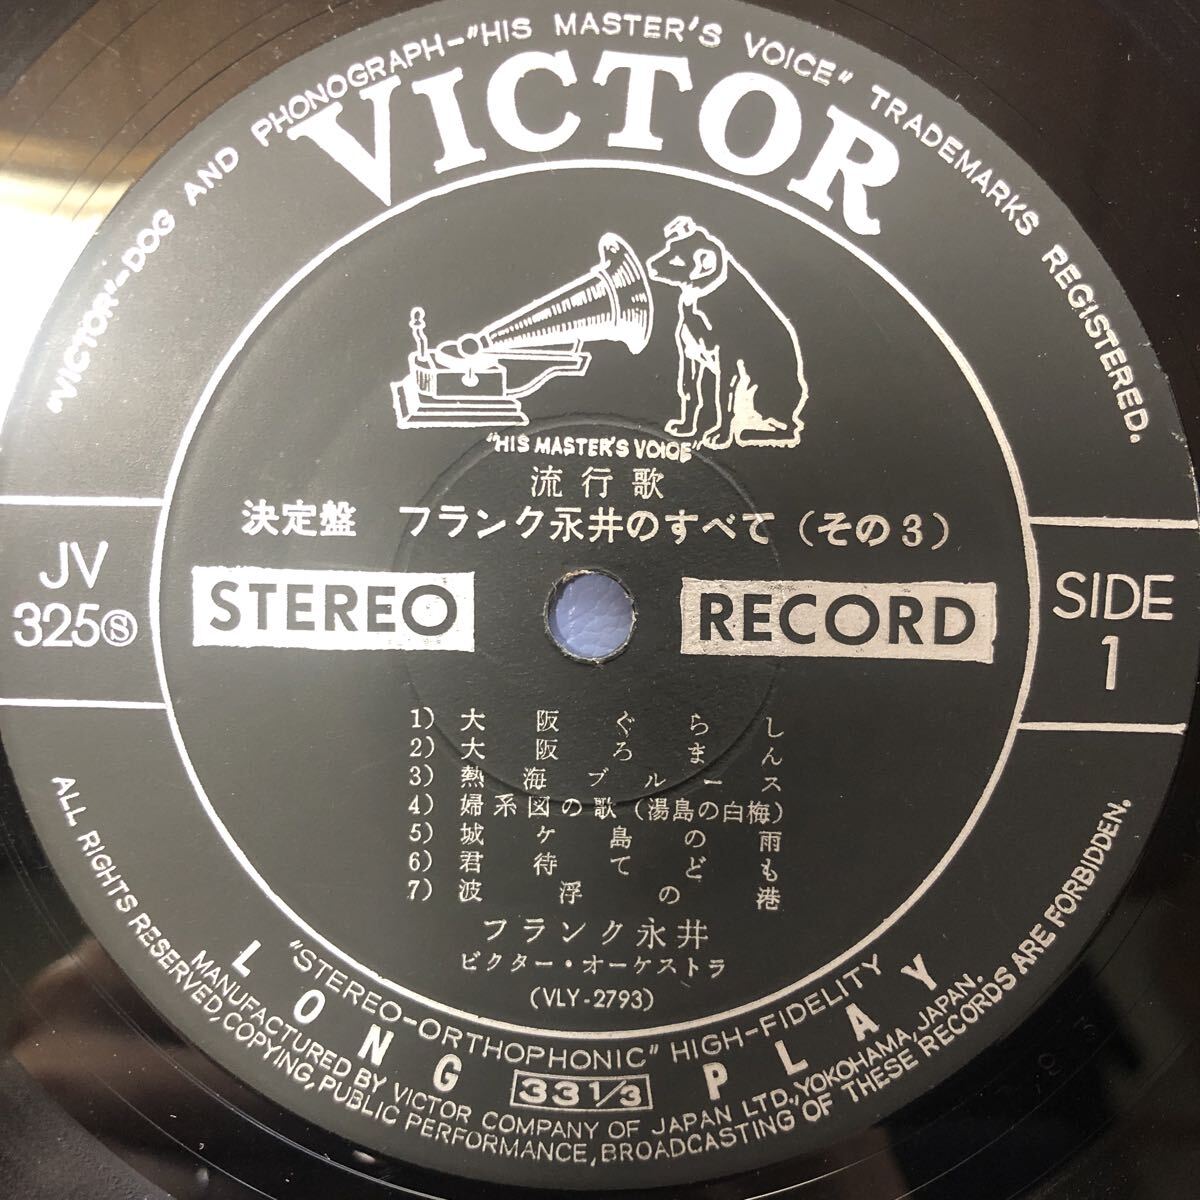 "VICTOR"-DOG AND PHONOGRAPH-"HIS MASTER'S VOICE" TRADEMARKS REGISTERED.
VICTOR
"HIS MASTER'S VOICE"
流行歌
決定盤 フランク永井のすべて（その3）
JV
325Ⓢ
STEREO RECORD
SIDE
1
1) 大阪ぐらし
2) 大阪ろまん
3) 熱海ブルース
4) 婦系図の歌（湯島の白梅）
5) 城ケ島の雨
6) 君待てども
7) 波浮の港
フランク永井
ビクター・オーケストラ
(VLY-2793)
"STEREO-ORTHOPHONIC" HIGH-FIDELITY
LONG 33 1/3 PLAY
MANUFACTURED BY VICTOR COMPANY OF JAPAN LTD., YOKOHAMA, JAPAN.
ALL RIGHTS RESERVED, COPYING, PUBLIC PERFORMANCE, BROADCASTING OF THESE RECORDS ARE FORBIDDEN.